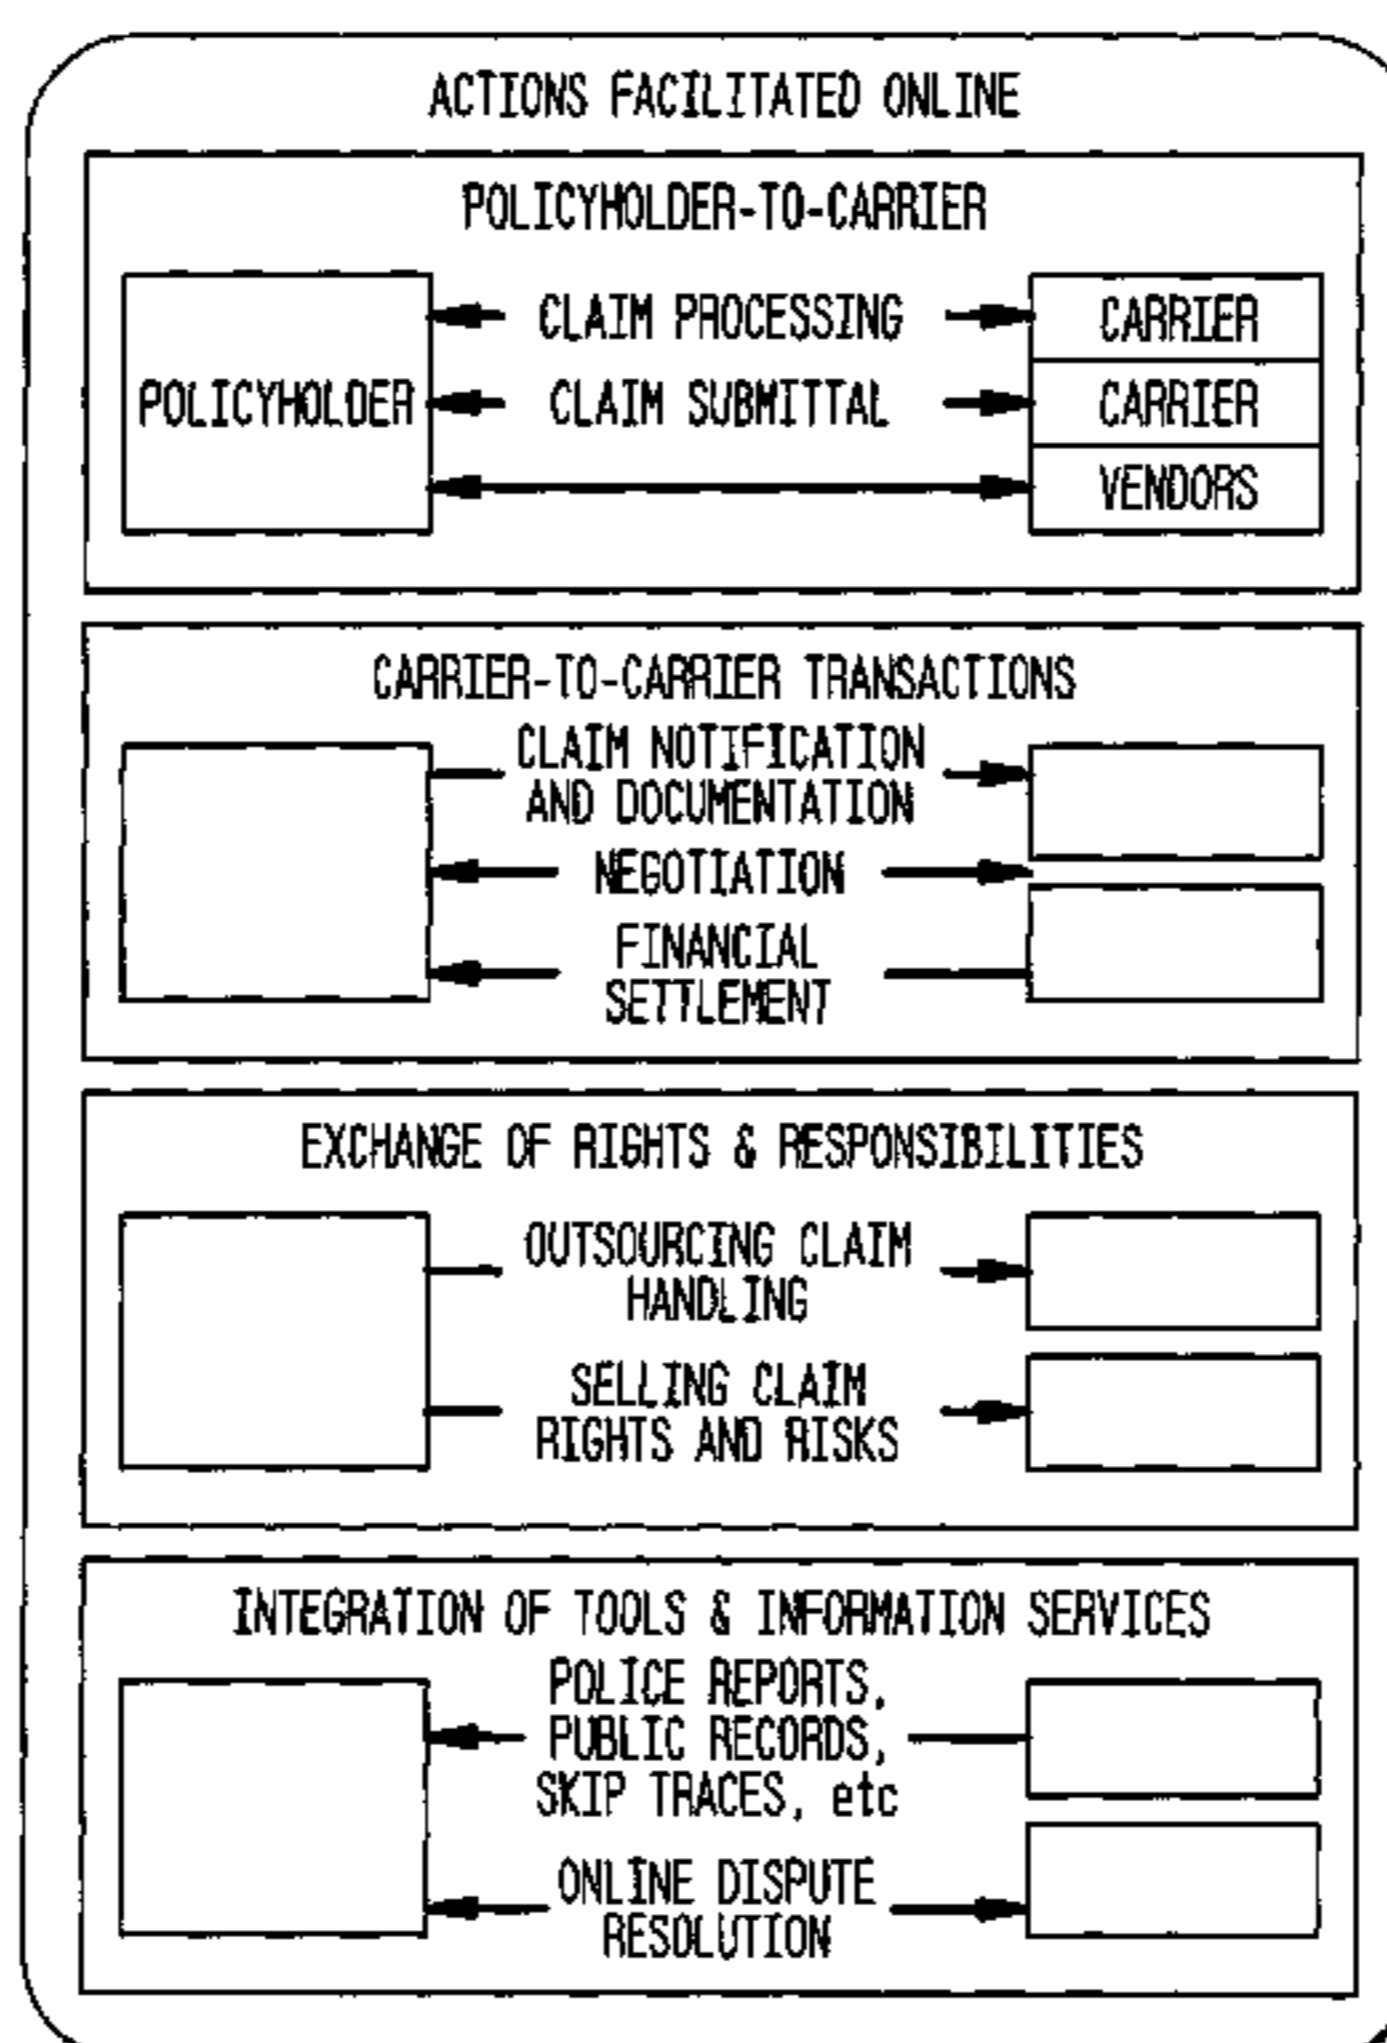 ACTIONS FACILITATED ONLINE
POLICYHOLDER-TO-CARRIER
POLICYHOLDER
CLAIM PROCESSING
CARRIER
CLAIM SUBMITTAL
CARRIER
VENDORS
CARRIER-TO-CARRIER TRANSACTIONS
CLAIM NOTIFICATION
AND DOCUMENTATION
NEGOTIATION
FINANCIAL
SETTLEMENT
EXCHANGE OF RIGHTS & RESPONSIBILITIES
OUTSOURCING CLAIM
HANDLING
SELLING CLAIM
RIGHTS AND RISKS
INTEGRATION OF TOOLS & INFORMATION SERVICES
POLICE REPORTS,
PUBLIC RECORDS,
SKIP TRACES, etc
ONLINE DISPUTE
RESOLUTION